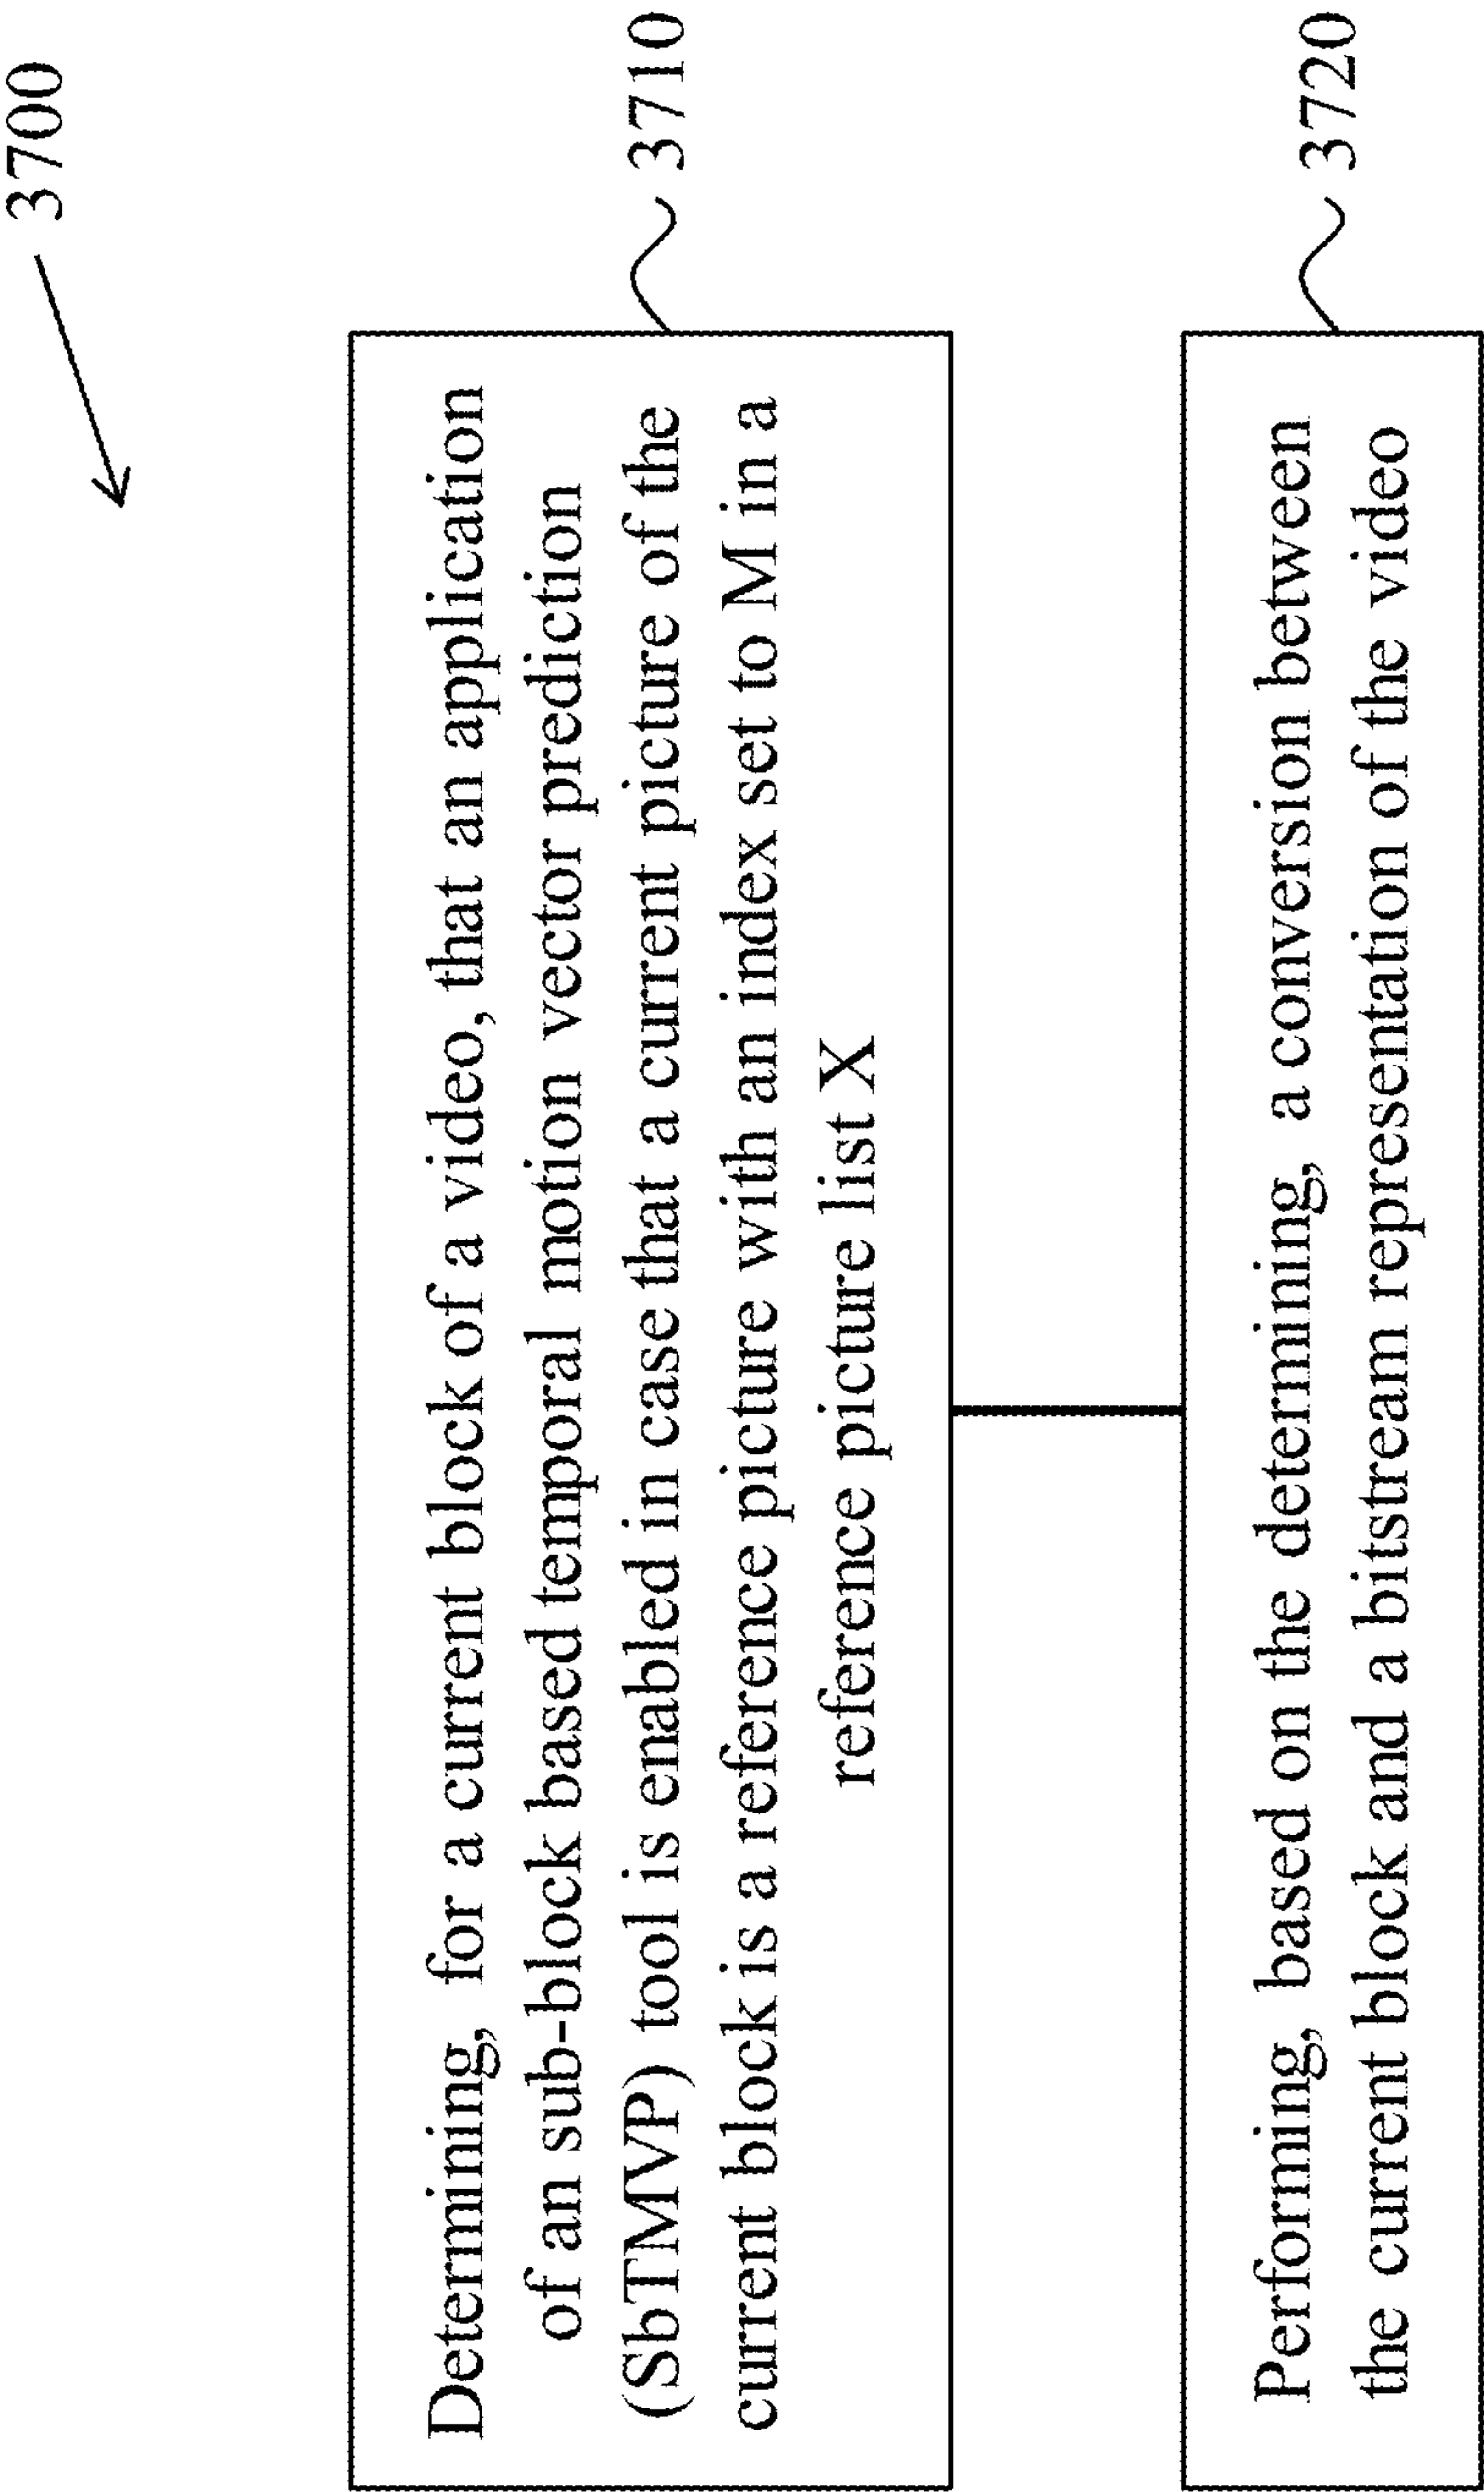 3700
Determining, for a current block of a video, that an application
of an sub-block based temporal motion vector prediction
(SbTMVP) tool is enabled in case that a current picture of the
current block is a reference picture with an index set to M in a
reference picture list X
3710
Performing, based on the determining, a conversion between
the current block and a bitstream representation of the video
3720